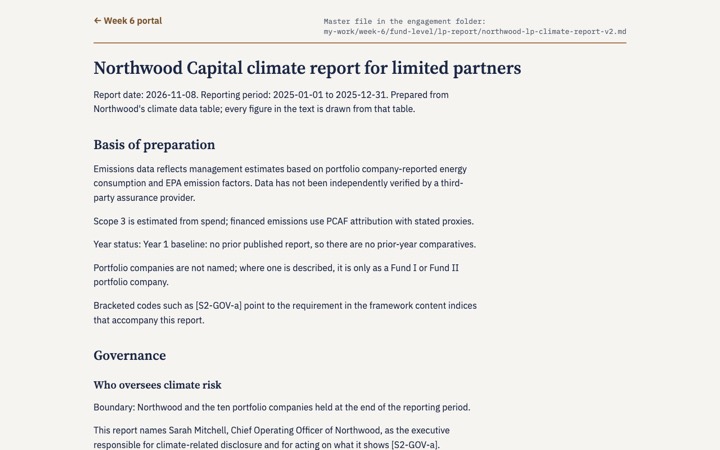 ← Week 6 portal
Master file in the engagement folder:
my-work/week-6/fund-level/lp-report/northwood-lp-climate-report-v2.md
Northwood Capital climate report for limited partners
Report date: 2026-11-08. Reporting period: 2025-01-01 to 2025-12-31. Prepared from
Northwood's climate data table; every figure in the text is drawn from that table.
Basis of preparation
Emissions data reflects management estimates based on portfolio company-reported energy
consumption and EPA emission factors. Data has not been independently verified by a third-
party assurance provider.
Scope 3 is estimated from spend; financed emissions use PCAF attribution with stated proxies.
Year status: Year 1 baseline: no prior published report, so there are no prior-year comparatives.
Portfolio companies are not named; where one is described, it is only as a Fund I or Fund II
portfolio company.
Bracketed codes such as [S2-GOV-a] point to the requirement in the framework content indices
that accompany this report.
Governance
Who oversees climate risk
Boundary: Northwood and the ten portfolio companies held at the end of the reporting period.
This report names Sarah Mitchell, Chief Operating Officer of Northwood, as the executive
responsible for climate-related disclosure and for acting on what it shows [S2-GOV-a].